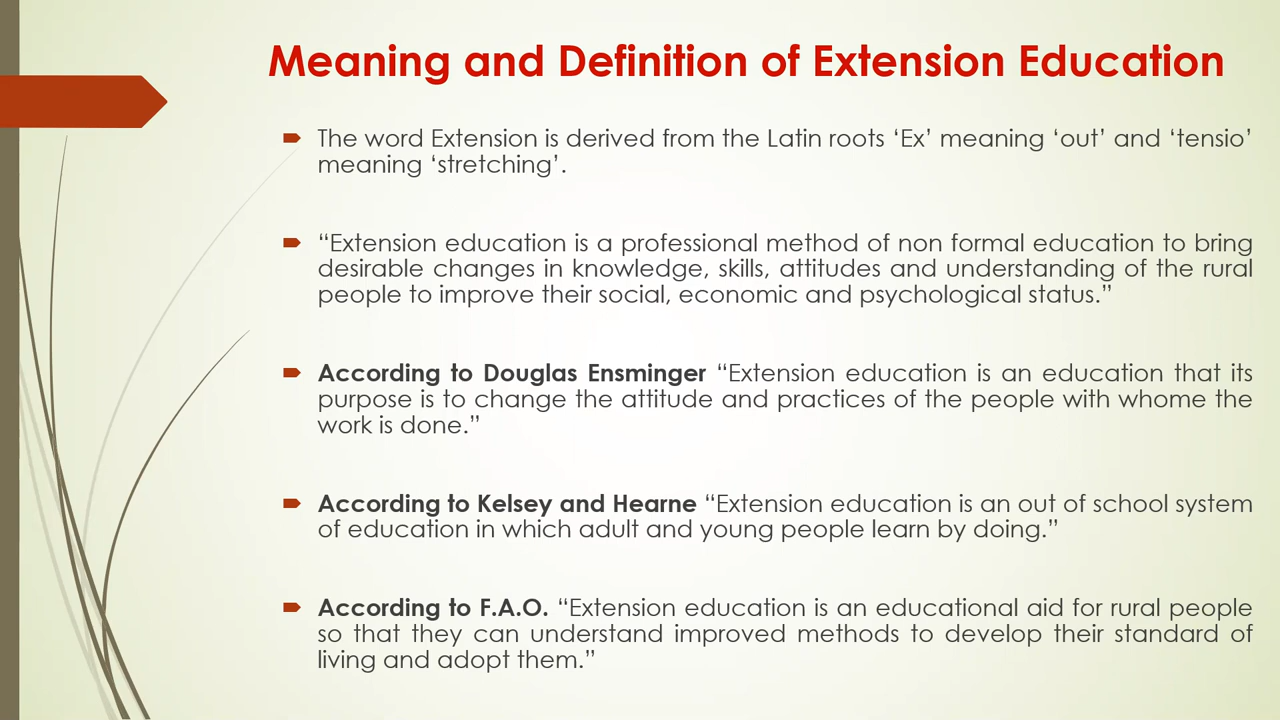 Meaning and Definition of Extension Education
The word Extension is derived from the Latin roots ‘Ex’ meaning ‘out’ and ‘tensio’
meaning ‘stretching’.
“Extension education is a professional method of non formal education to bring
desirable changes in knowledge, skills, attitudes and understanding of the rural
people to improve their social, economic and psychological status.”
According to Douglas Ensminger “Extension education is an education that its
purpose is to change the attitude and practices of the people with whome the
work is done.”
According to Kelsey and Hearne “Extension education is an out of school system
of education in which adult and young people learn by doing.”
According to F.A.O. “Extension education is an educational aid for rural people
so that they can understand improved methods to develop their standard of
living and adopt them.”